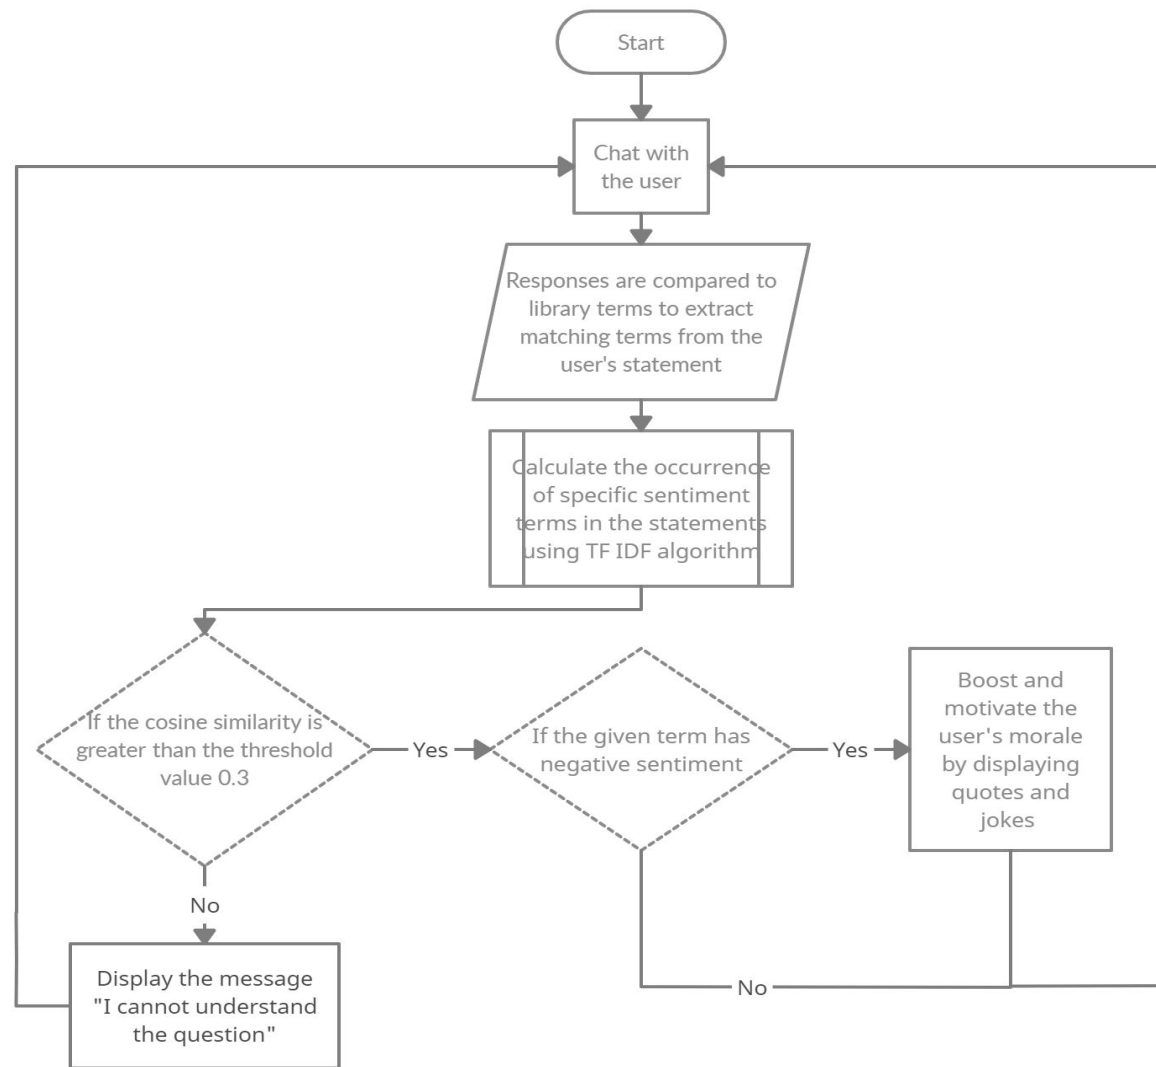 Start
Chat with
the user
Responses are compared to
library terms to extract
matching terms from the
user's statement
Calculate the occurrence
of specific sentiment
terms in the statements
using TF IDF algorithm
If the cosine similarity is
greater than the threshold
value 0.3
Yes
If the given term has
negative sentiment
Yes
Boost and
motivate the
user's morale
by displaying
quotes and
jokes
No
Display the message
"I cannot understand
the question"
No